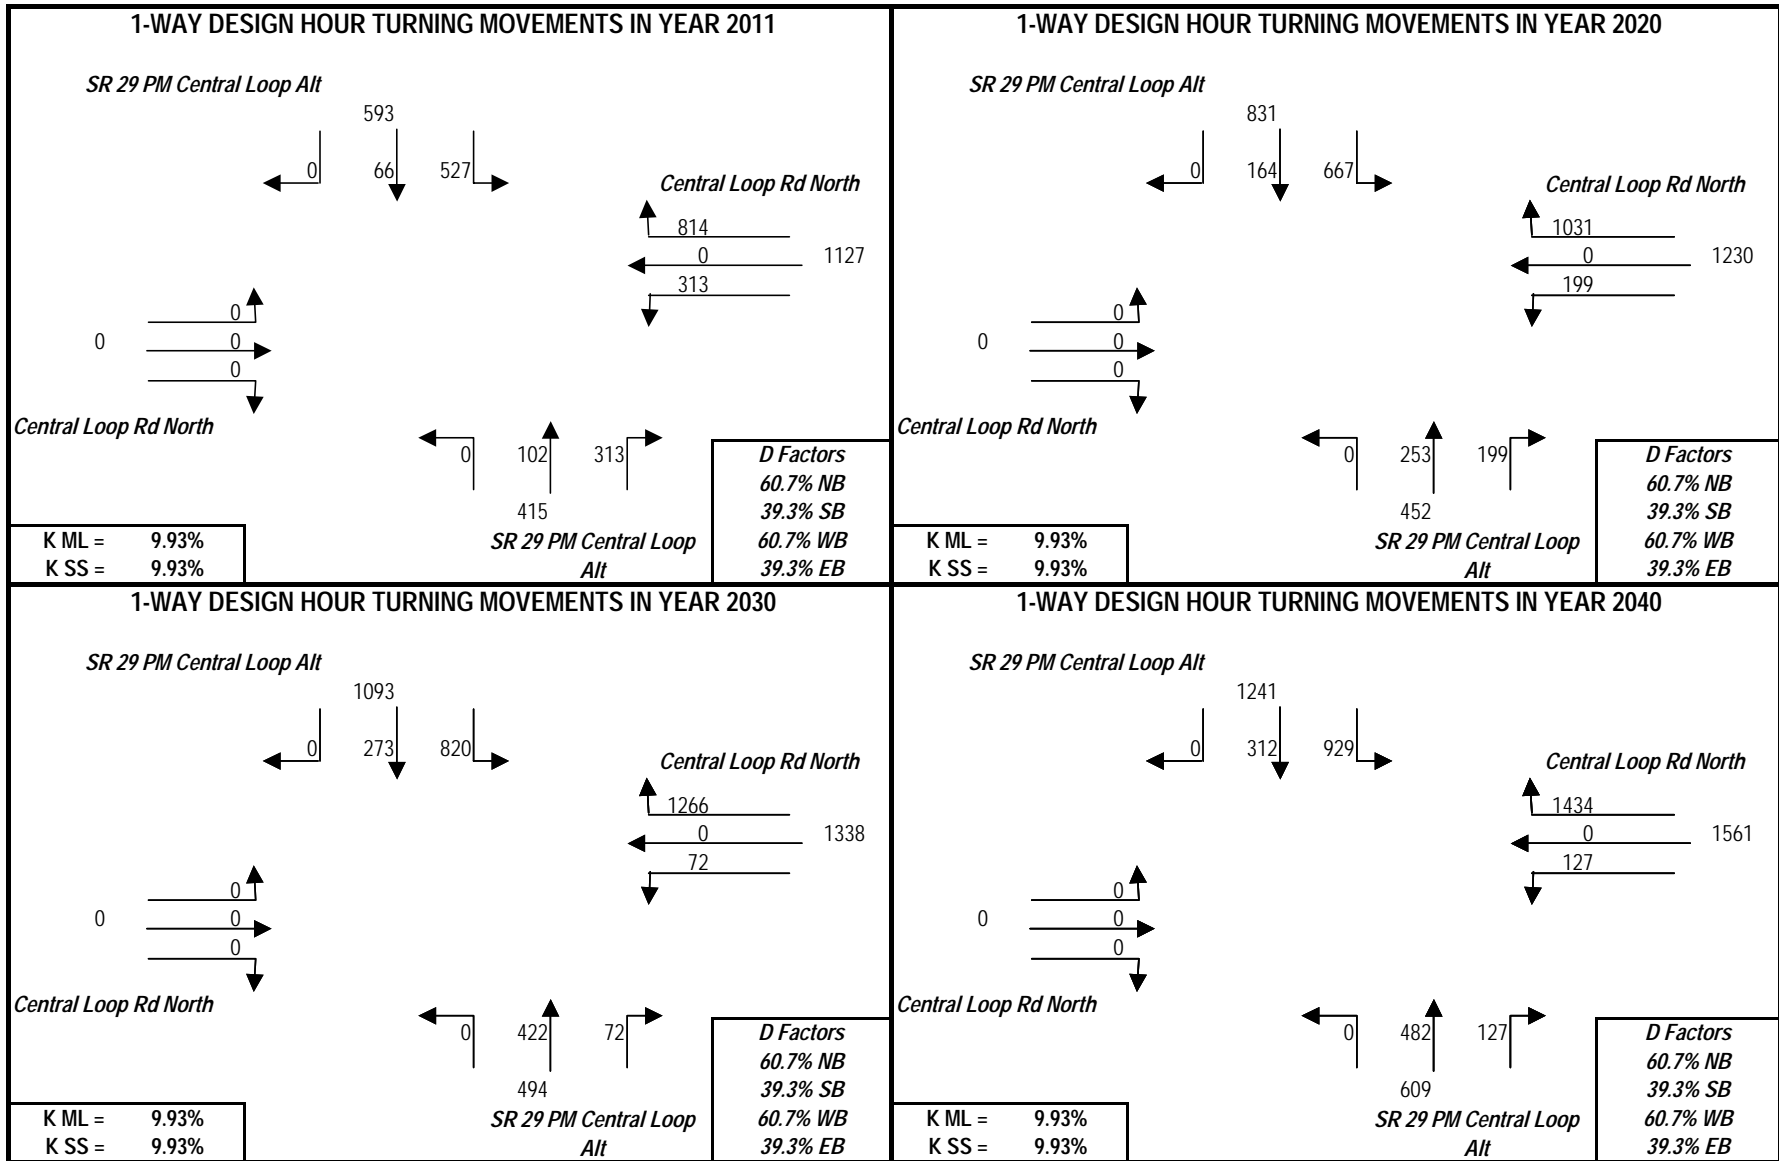 1-WAY DESIGN HOUR TURNING MOVEMENTS IN YEAR 2011
SR 29 PM Central Loop Alt
593
0 66 527
Central Loop Rd North
814
0 1127
313
0
0 0
0
Central Loop Rd North
0 102 313
415
SR 29 PM Central Loop
Alt
D Factors
60.7% NB
39.3% SB
60.7% WB
39.3% EB
K ML = 9.93%
K SS = 9.93%
1-WAY DESIGN HOUR TURNING MOVEMENTS IN YEAR 2020
SR 29 PM Central Loop Alt
831
0 164 667
Central Loop Rd North
1031
0 1230
199
0
0 0
0
Central Loop Rd North
0 253 199
452
SR 29 PM Central Loop
Alt
D Factors
60.7% NB
39.3% SB
60.7% WB
39.3% EB
K ML = 9.93%
K SS = 9.93%
1-WAY DESIGN HOUR TURNING MOVEMENTS IN YEAR 2030
SR 29 PM Central Loop Alt
1093
0 273 820
Central Loop Rd North
1266
0 1338
72
0
0 0
0
Central Loop Rd North
0 422 72
494
SR 29 PM Central Loop
Alt
D Factors
60.7% NB
39.3% SB
60.7% WB
39.3% EB
K ML = 9.93%
K SS = 9.93%
1-WAY DESIGN HOUR TURNING MOVEMENTS IN YEAR 2040
SR 29 PM Central Loop Alt
1241
0 312 929
Central Loop Rd North
1434
0 1561
127
0
0 0
0
Central Loop Rd North
0 482 127
609
SR 29 PM Central Loop
Alt
D Factors
60.7% NB
39.3% SB
60.7% WB
39.3% EB
K ML = 9.93%
K SS = 9.93%